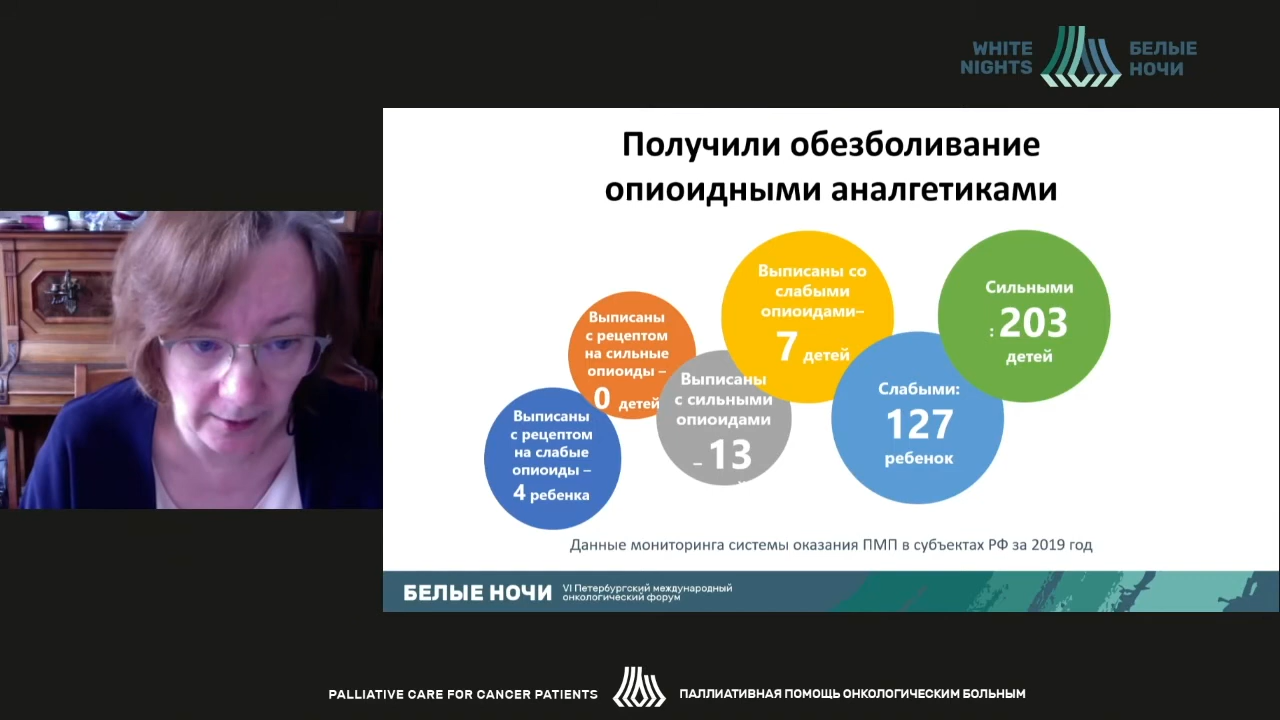 WHITE
NIGHTS
БЕЛЫЕ
НОЧИ
Получили обезболивание
опиоидными аналгетиками
Выписаны
с рецептом
на слабые
опиоиды –
4 ребенка
Выписаны
с рецептом
на сильные
опиоиды –
0 детей
Выписаны
с сильными
опиоидами
– 13
Выписаны со
слабыми
опиоидами–
7 детей
Слабыми:
127
ребенок
Сильными
: 203
детей
Данные мониторинга системы оказания ПМП в субъектах РФ за 2019 год
БЕЛЫЕ НОЧИ
VI Петербургский международный
онкологический форум
PALLIATIVE CARE FOR CANCER PATIENTS
ПАЛЛИАТИВНАЯ ПОМОЩЬ ОНКОЛОГИЧЕСКИМ БОЛЬНЫМ